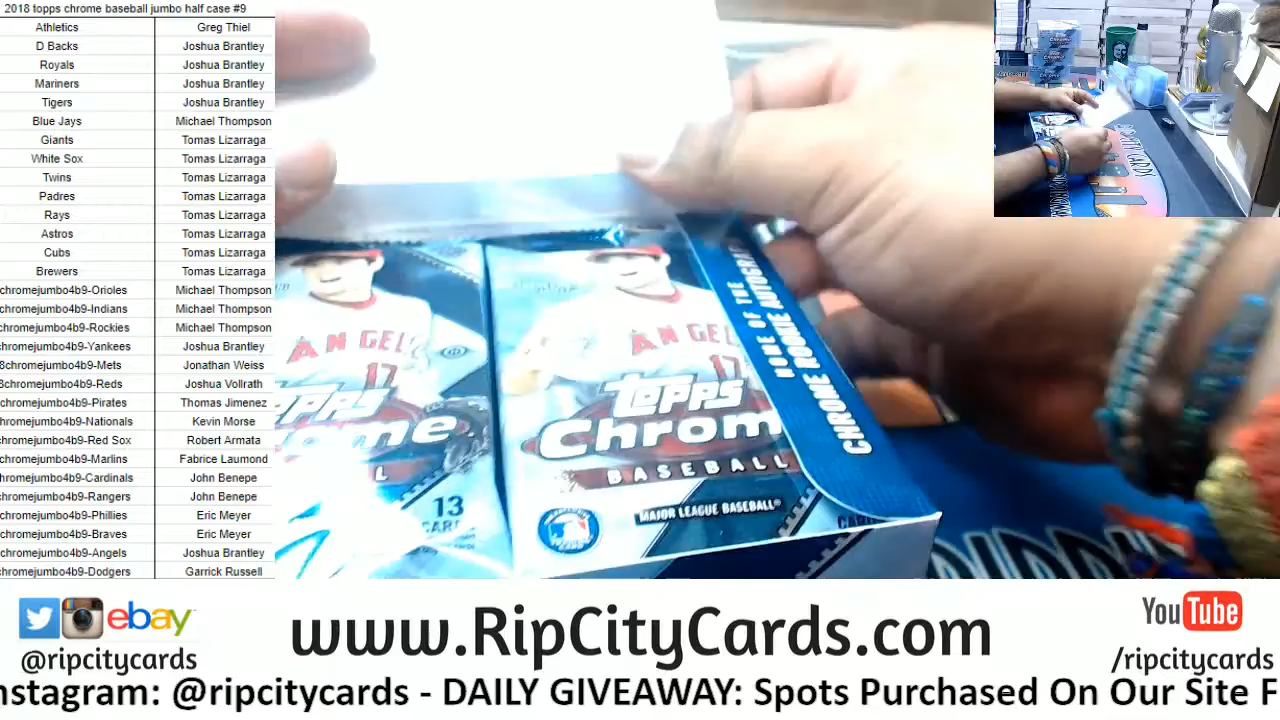 2018 topps chrome baseball jumbo half case #9
Athletics Greg Thiel
D Backs Joshua Brantley
Royals Joshua Brantley
Mariners Joshua Brantley
Tigers Joshua Brantley
Blue Jays Michael Thompson
Giants Tomas Lizarraga
White Sox Tomas Lizarraga
Twins Tomas Lizarraga
Padres Tomas Lizarraga
Rays Tomas Lizarraga
Astros Tomas Lizarraga
Cubs Tomas Lizarraga
Brewers Tomas Lizarraga
chromejumbo4b9-Orioles Michael Thompson
chromejumbo4b9-Indians Michael Thompson
chromejumbo4b9-Rockies Michael Thompson
chromejumbo4b9-Yankees Joshua Brantley
8chromejumbo4b9-Mets Jonathan Weiss
8chromejumbo4b9-Reds Joshua Vollrath
chromejumbo4b9-Pirates Thomas Jimenez
chromejumbo4b9-Nationals Kevin Morse
chromejumbo4b9-Red Sox Robert Armata
chromejumbo4b9-Marlins Fabrice Laumond
chromejumbo4b9-Cardinals John Benepe
chromejumbo4b9-Rangers John Benepe
chromejumbo4b9-Phillies Eric Meyer
chromejumbo4b9-Braves Eric Meyer
chromejumbo4b9-Angels Joshua Brantley
chromejumbo4b9-Dodgers Garrick Russell
HOME OF THE
CHROME ROOKIE AUTOGRAPH
ANGEL
17
ANGEL
17
Topps
Chrom
BASEBALL
MAJOR LEAGUE BASEBALL
13
CARD
ebay
@ripcitycards
www.RipCityCards.com
YouTube
/ripcitycards
nstagram: @ripcitycards - DAILY GIVEAWAY: Spots Purchased On Our Site F